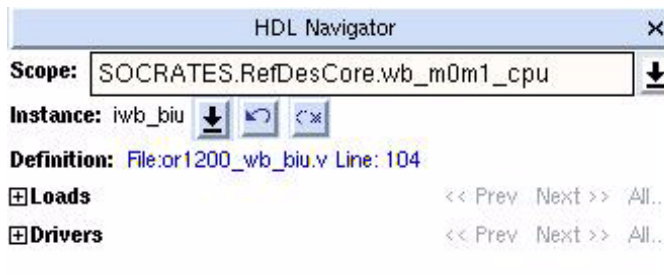 HDL Navigator
Scope: SOCRATES.RefDesCore.wb_m0m1_cpu
Instance: iwb_biu
Definition: File:or1200_wb_biu.v Line: 104
Loads << Prev Next >> All..
Drivers << Prev Next >> All..